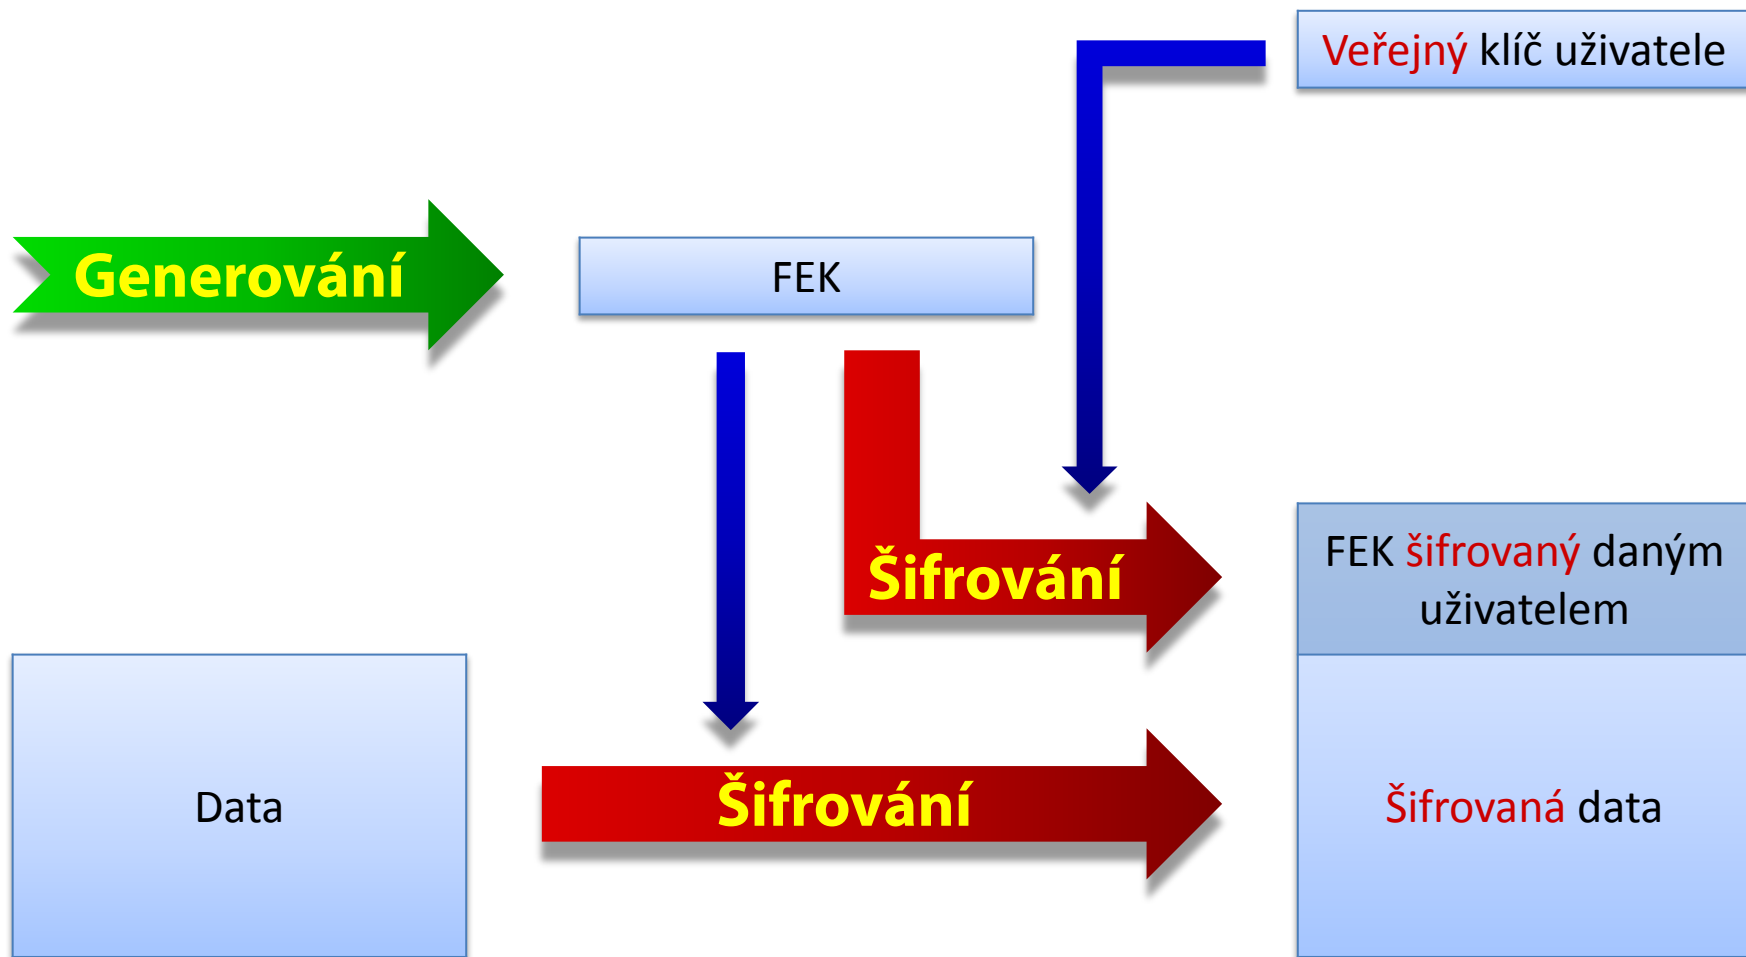 Veřejný klíč uživatele
Generování
FEK
Šifrování
FEK šifrovaný daným
uživatelem
Data
Šifrování
Šifrovaná data